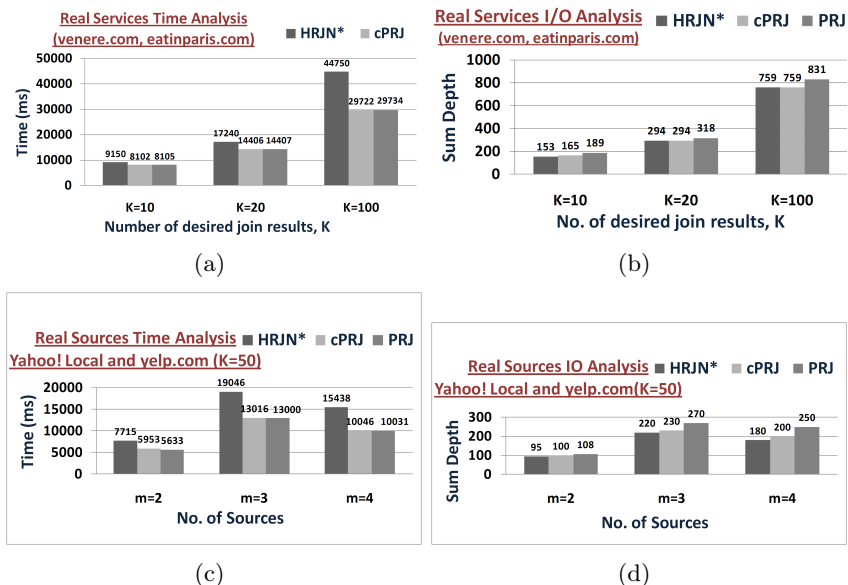 Real Services Time Analysis
(venere.com, eatinparis.com)
HRJN* cPRJ
Time (ms)
50000
40000
30000
20000
10000
0
9150 8102 8105
17240 14406 14407
44750 29722 29734
K=10 K=20 K=100
Number of desired join results, K
(a)
Real Services I/O Analysis
(venere.com, eatinparis.com)
HRJN* cPRJ PRJ
Sum Depth
1000
800
600
400
200
0
153 165 189
294 294 318
759 759 831
K=10 K=20 K=100
No. of desired join results, K
(b)
Real Sources Time Analysis
Yahoo! Local and yelp.com (K=50)
HRJN* cPRJ PRJ
Time (ms)
20000
15000
10000
5000
0
7715 5953 5633
19046 13016 13000
15438 10046 10031
m=2 m=3 m=4
No. of Sources
(c)
Real Sources IO Analysis
Yahoo! Local and yelp.com(K=50)
HRJN* cPRJ PRJ
Sum Depth
300
200
100
0
95 100 108
220 230 270
180 200 250
m=2 m=3 m=4
No. of Sources
(d)